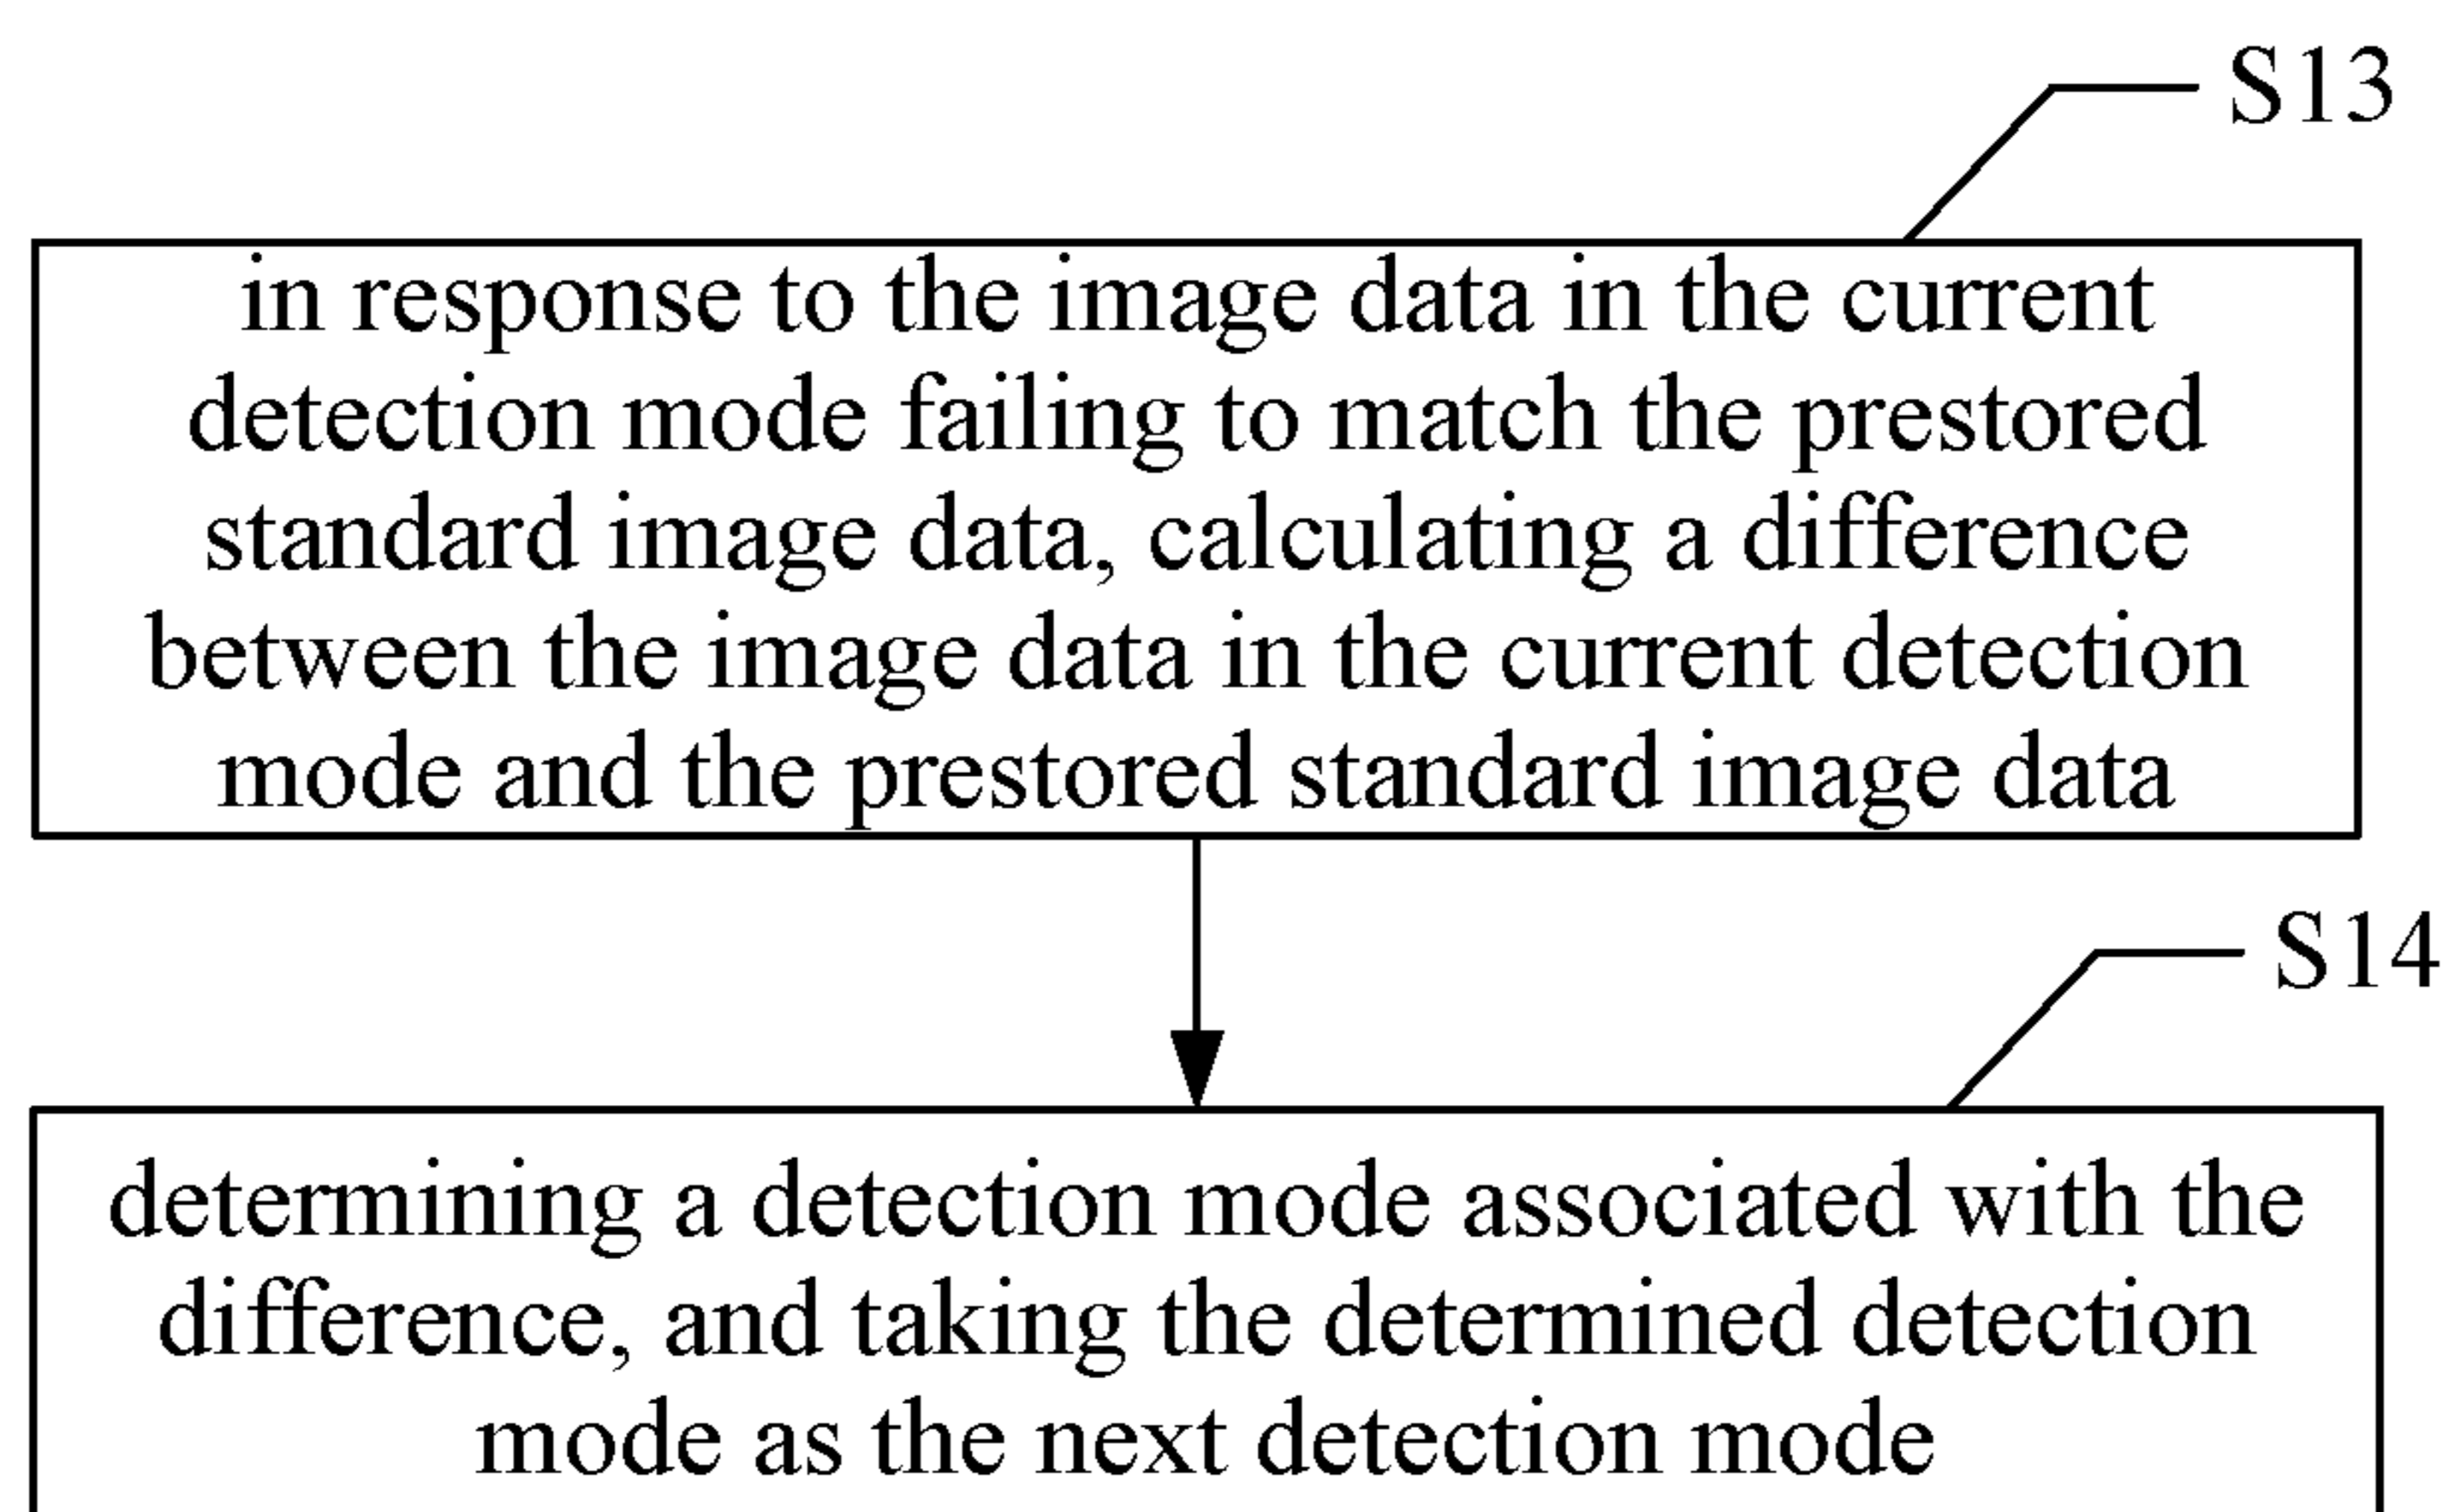 S13
in response to the image data in the current
detection mode failing to match the prestored
standard image data, calculating a difference
between the image data in the current detection
mode and the prestored standard image data
S14
determining a detection mode associated with the
difference, and taking the determined detection
mode as the next detection mode